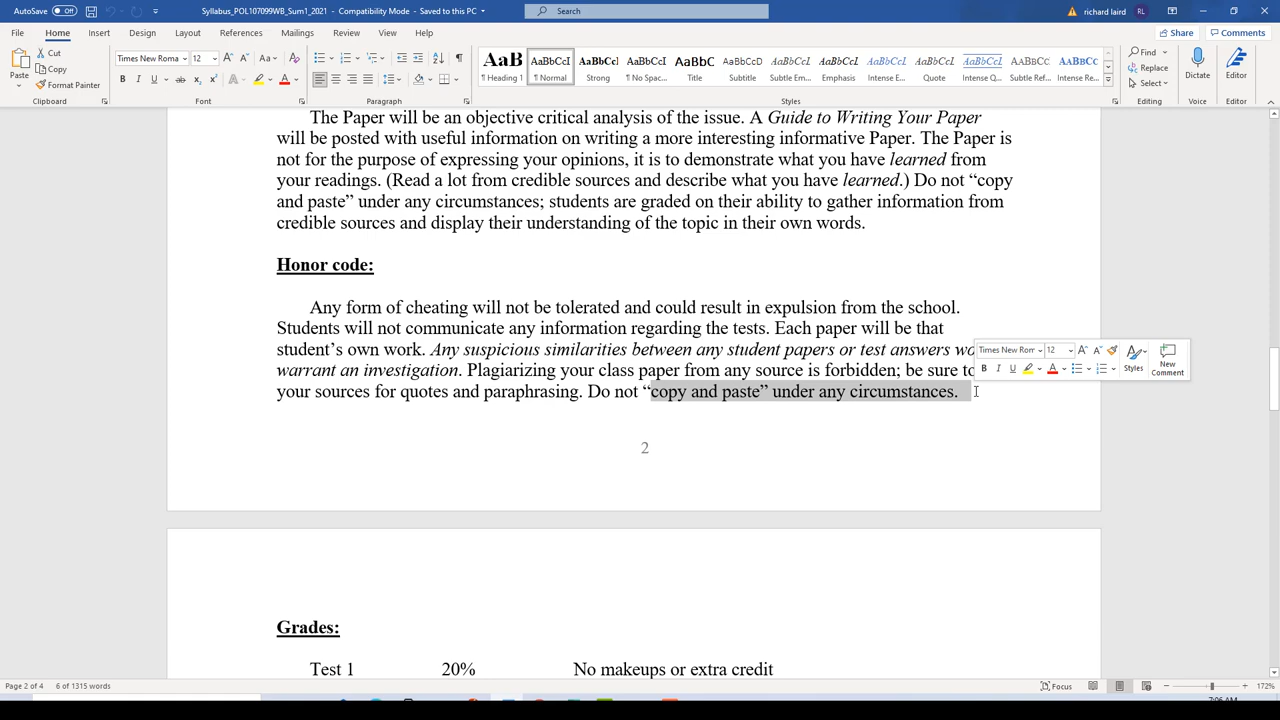 AutoSave Off Syllabus_POL107099WB_Sum1_2021 - Compatibility Mode - Saved to this PC Search richard laird RL
File Home Insert Design Layout References Mailings Review View Help Share Comments
Paste Cut Copy Format Painter Times New Roma 12 B I U ab AaB ¶ Heading 1 AaBbCcI ¶ Normal AaBbCc Strong AaBbCcI ¶ No Spac... AaBbC Title AaBbCcD Subtitle AaBbCcI Subtle Em... AaBbCcI Emphasis AaBbCcI Intense E... AaBbCcI Quote AaBbCcI Intense Q... AaBbCcI Subtle Ref... AaBbCc Intense Re... Find Replace Select Dictate Editor
Clipboard Font Paragraph Styles Editing Voice Editor
The Paper will be an objective critical analysis of the issue. A Guide to Writing Your Paper
will be posted with useful information on writing a more interesting informative Paper. The Paper is
not for the purpose of expressing your opinions, it is to demonstrate what you have learned from
your readings. (Read a lot from credible sources and describe what you have learned.) Do not “copy
and paste” under any circumstances; students are graded on their ability to gather information from
credible sources and display their understanding of the topic in their own words.
Honor code:
Any form of cheating will not be tolerated and could result in expulsion from the school.
Students will not communicate any information regarding the tests. Each paper will be that
student’s own work. Any suspicious similarities between any student papers or test answers wo
warrant an investigation. Plagiarizing your class paper from any source is forbidden; be sure to
your sources for quotes and paraphrasing. Do not “copy and paste” under any circumstances.
Times New Rom 12 B I U Styles New Comment
2
Grades:
Test 1 20% No makeups or extra credit
Page 2 of 4 6 of 1315 words Focus 172%